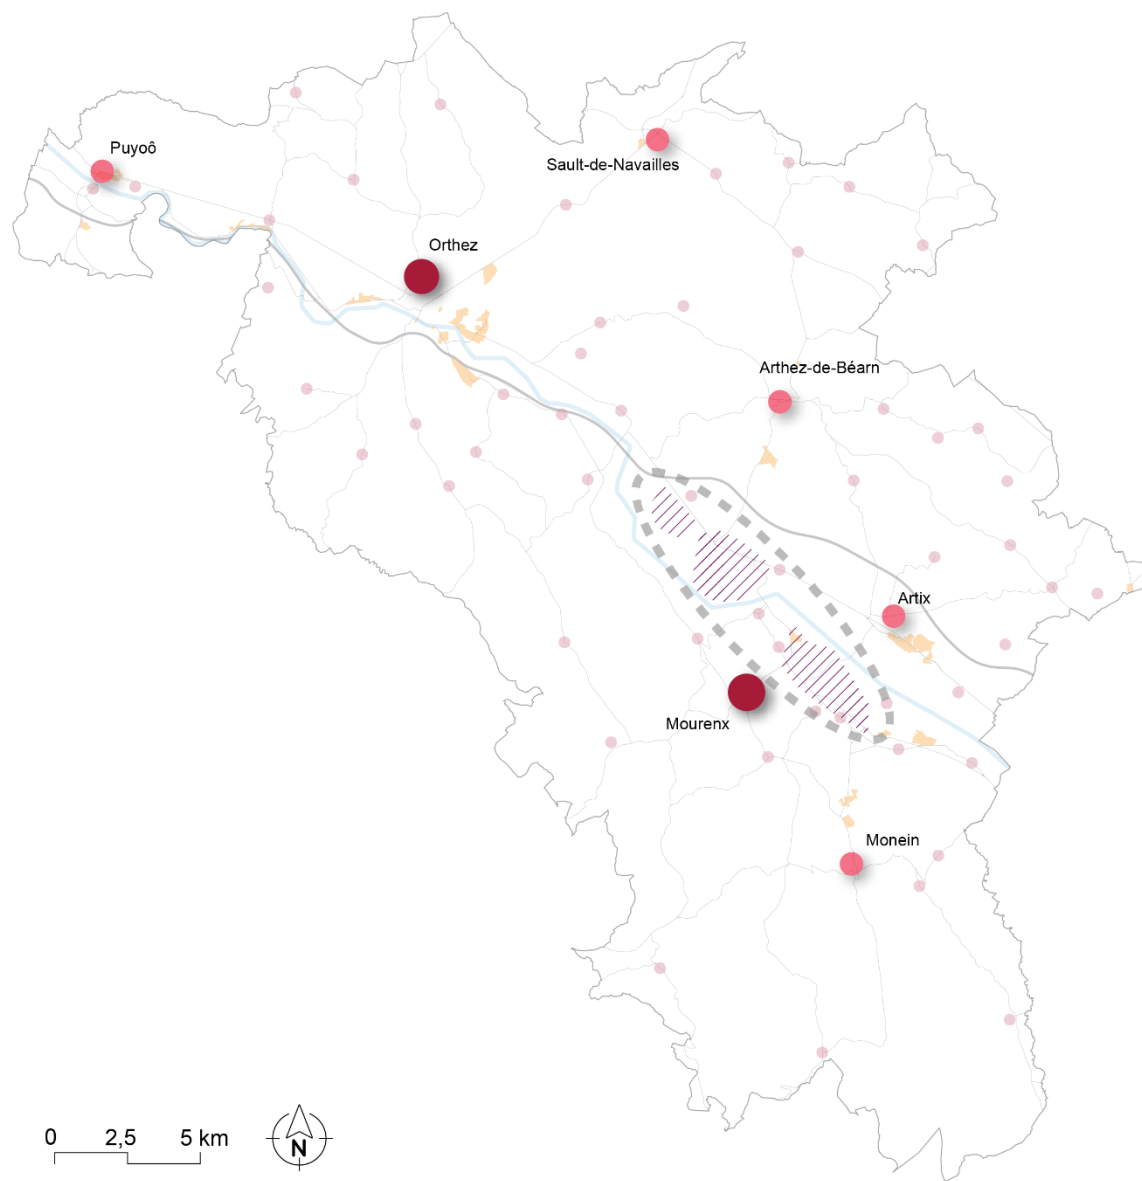 Puyoô
Sault-de-Navailles
Orthez
Arthez-de-Béarn
Artix
Mourenx
Monein
0 2,5 5 km
N